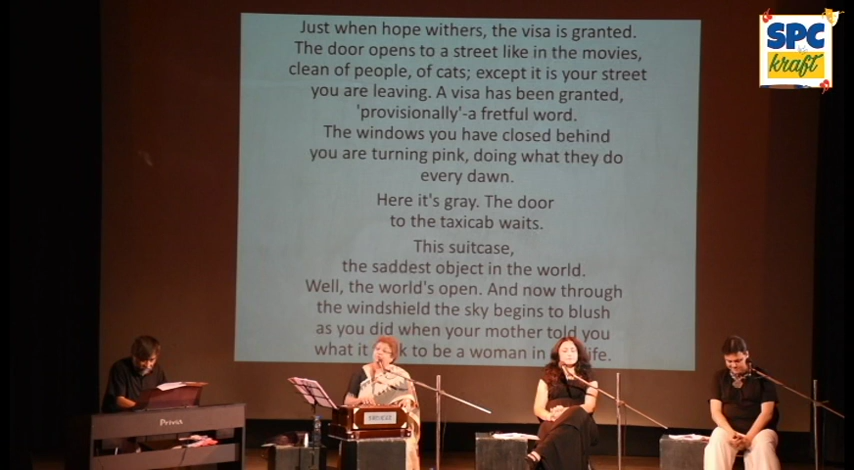 Just when hope withers, the visa is granted.
The door opens to a street like in the movies,
clean of people, of cats; except it is your street
you are leaving. A visa has been granted,
'provisionally'-a fretful word.
The windows you have closed behind
you are turning pink, doing what they do
every dawn.
Here it's gray. The door
to the taxicab waits.
This suitcase,
the saddest object in the world.
Well, the world's open. And now through
the windshield the sky begins to blush
as you did when your mother told you
what it to be a woman in
SPC
kraft
Privia